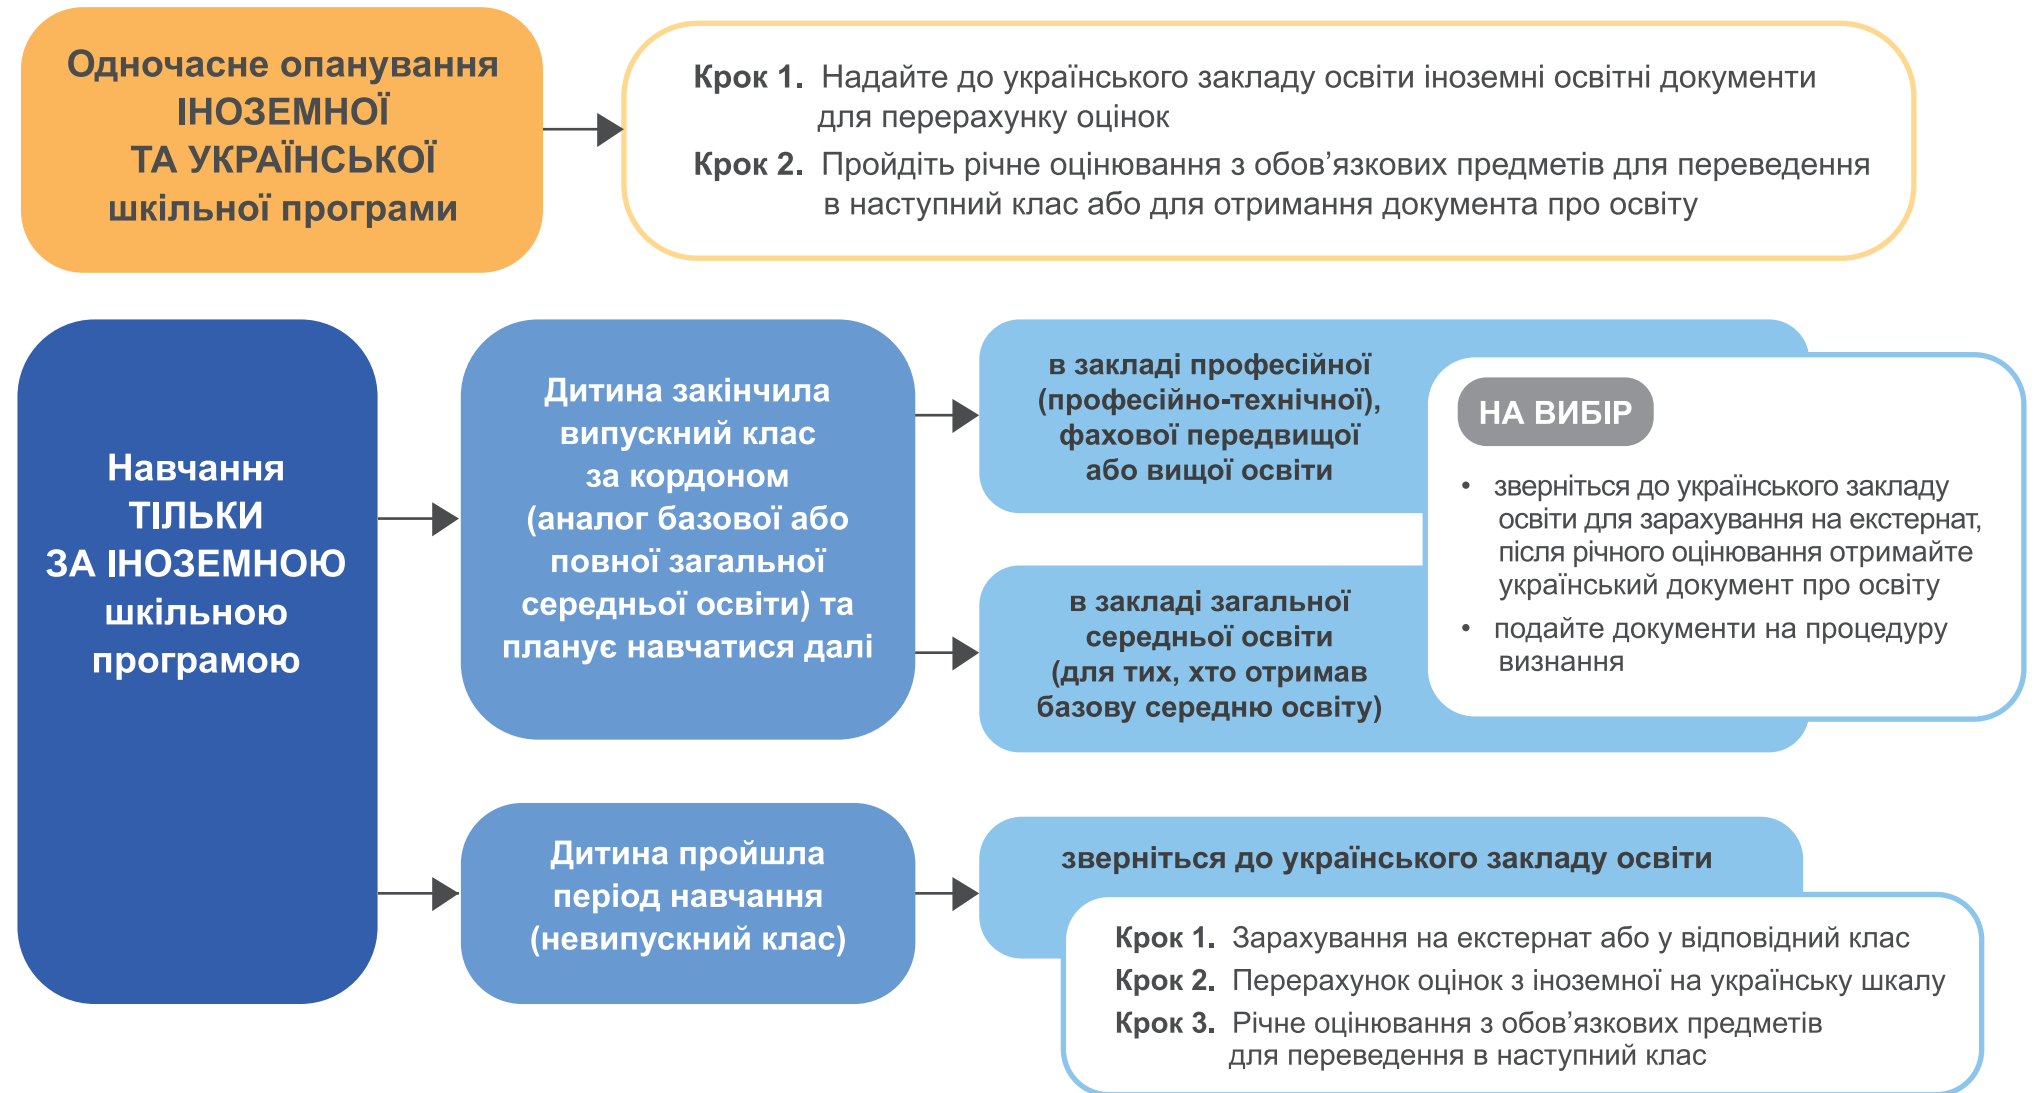 Одночасне опанування
ІНОЗЕМНОЇ
ТА УКРАЇНСЬКОЇ
шкільної програми
Крок 1. Надайте до українського закладу освіти іноземні освітні документи
для перерахунку оцінок
Крок 2. Пройдіть річне оцінювання з обов’язкових предметів для переведення
в наступний клас або для отримання документа про освіту
Навчання
ТІЛЬКИ
ЗА ІНОЗЕМНОЮ
шкільною
програмою
Дитина закінчила
випускний клас
за кордоном
(аналог базової або
повної загальної
середньої освіти) та
планує навчатися далі
в закладі професійної
(професійно-технічної),
фахової передвищої
або вищої освіти
в закладі загальної
середньої освіти
(для тих, хто отримав
базову середню освіту)
НА ВИБІР
• зверніться до українського закладу
освіти для зарахування на екстернат,
після річного оцінювання отримайте
український документ про освіту
• подайте документи на процедуру
визнання
Дитина пройшла
період навчання
(невипускний клас)
зверніться до українського закладу освіти
Крок 1. Зарахування на екстернат або у відповідний клас
Крок 2. Перерахунок оцінок з іноземної на українську шкалу
Крок 3. Річне оцінювання з обов’язкових предметів
для переведення в наступний клас